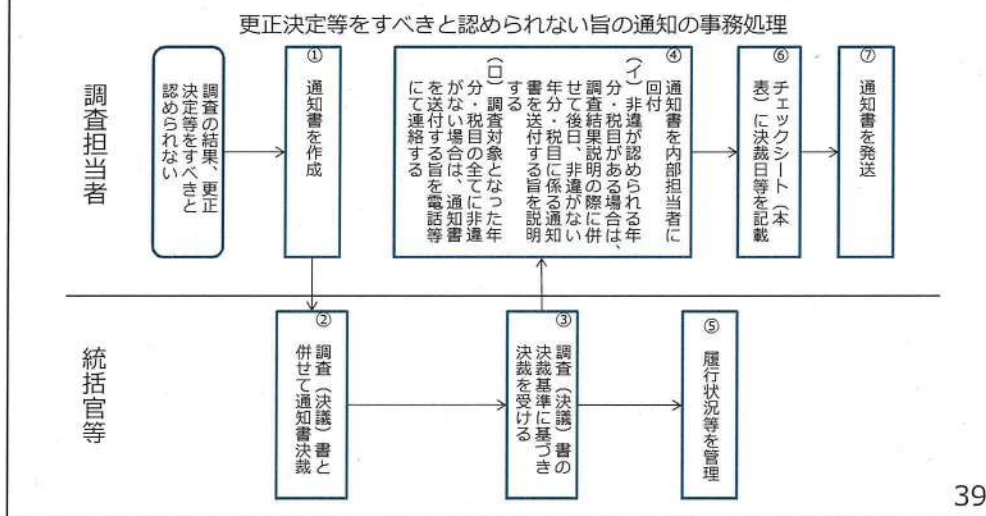 更正決定等をすべきと認められない旨の通知の事務処理
調査担当者
調査の結果、更正
決定等をすべきと
認められない
①
通知書を作成
④
通知書を内部担当者に
回付
(イ)非違が認められる年
分・税目がある場合は、
調査結果説明の際に併
せて後日、非違がない
年分・税目に係る通知
書を送付する旨を説明
する
(ロ)調査対象となった年
分・税目の全てに非違
がない場合は、通知書
を送付する旨を電話等
にて連絡する
⑥
チェックシート(本
表)に決裁日等を記載
⑦
通知書を発送
統括官等
②
調査(決議)書と
併せて通知書決裁
③
調査(決議)書の
決裁基準に基づき
決裁を受ける
⑤
履行状況等を管理
39